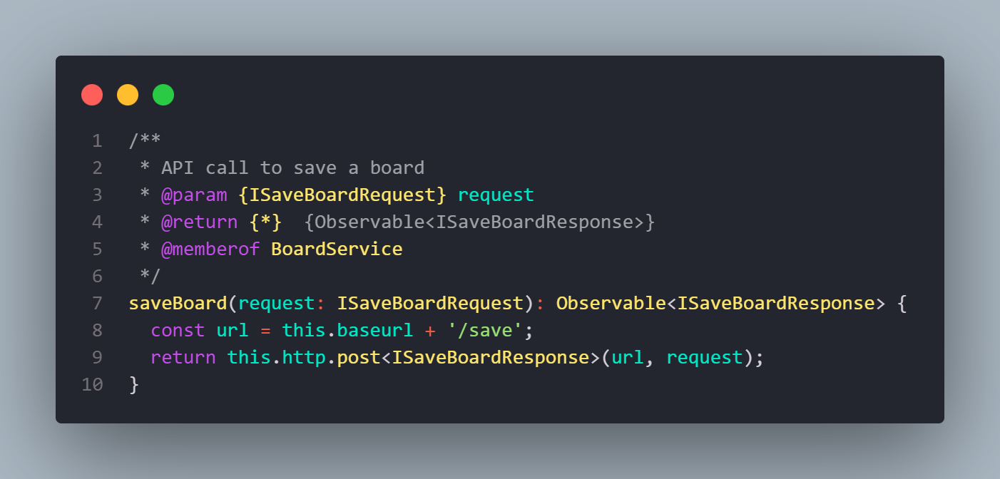 1 /**
2  * API call to save a board
3  * @param {ISaveBoardRequest} request
4  * @return {*}  {Observable<ISaveBoardResponse>}
5  * @memberof BoardService
6  */
7 saveBoard(request: ISaveBoardRequest): Observable<ISaveBoardResponse> {
8   const url = this.baseurl + '/save';
9   return this.http.post<ISaveBoardResponse>(url, request);
10 }